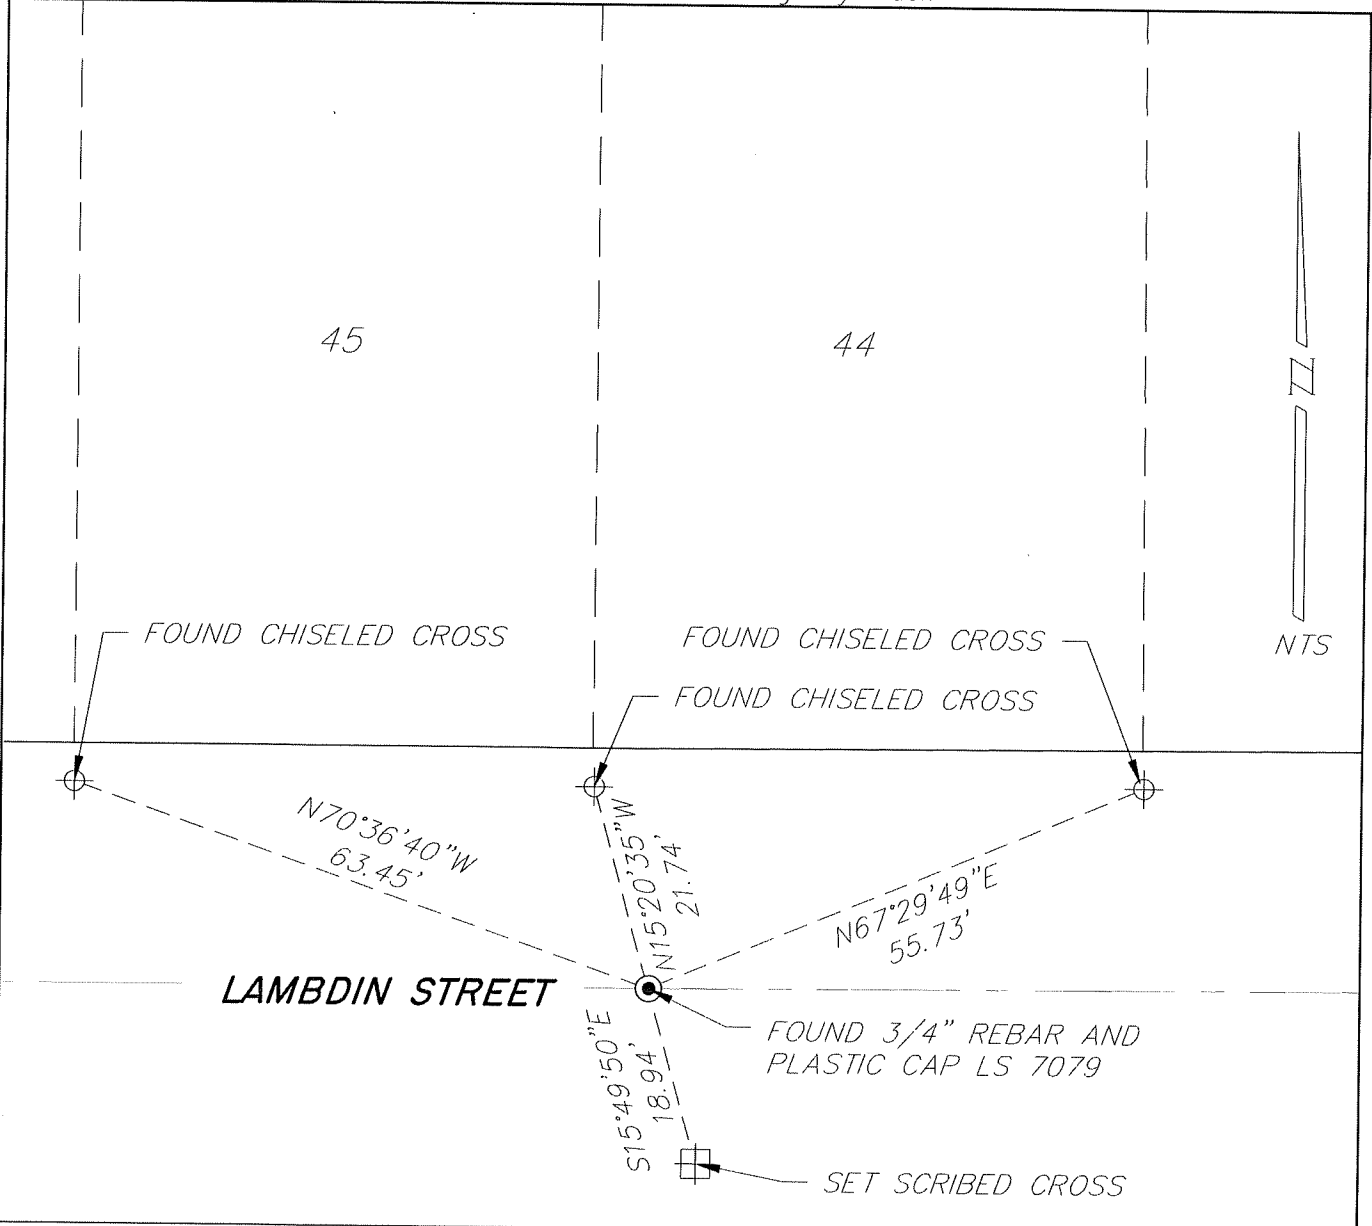 45
44
FOUND CHISELED CROSS
FOUND CHISELED CROSS
NTS
FOUND CHISELED CROSS
N70°36'40"W
63.45'
N15°20'35"W
21.74'
N67°29'49"E
55.73'
LAMBDIN STREET
FOUND 3/4" REBAR AND
PLASTIC CAP LS 7079
S15°49'50"E
18.94'
SET SCRIBED CROSS